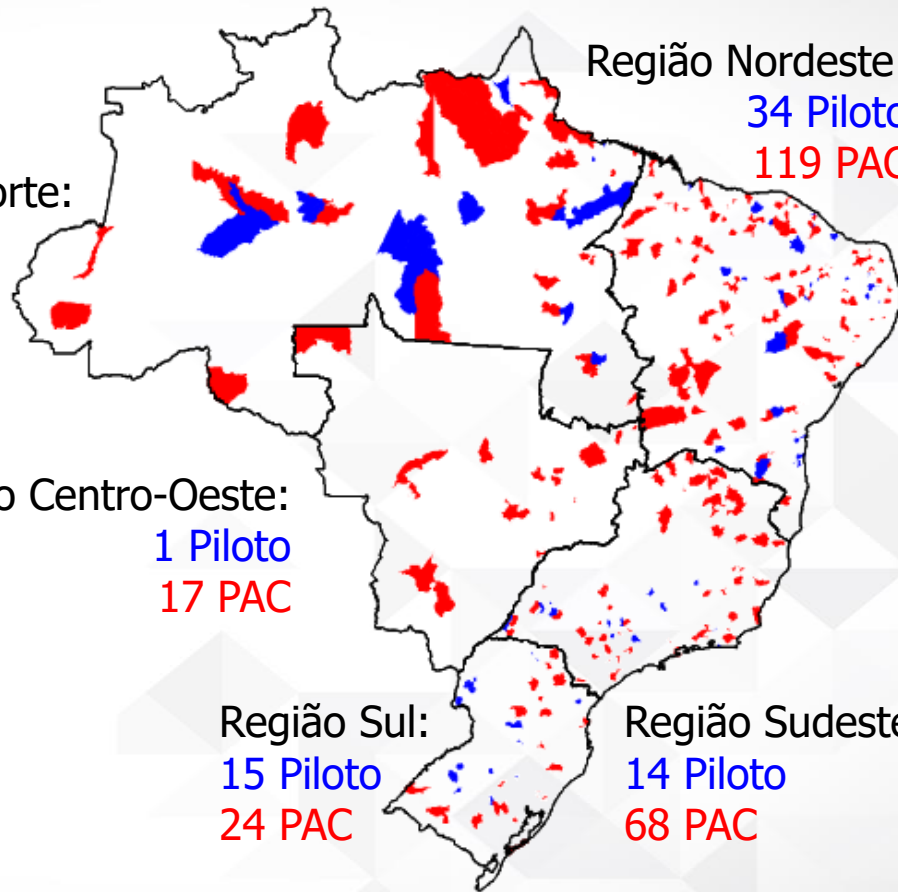 Região Nordeste
34 Piloto
119 PAC
orte:
o Centro-Oeste:
1 Piloto
17 PAC
Região Sul:
15 Piloto
24 PAC
Região Sudeste
14 Piloto
68 PAC